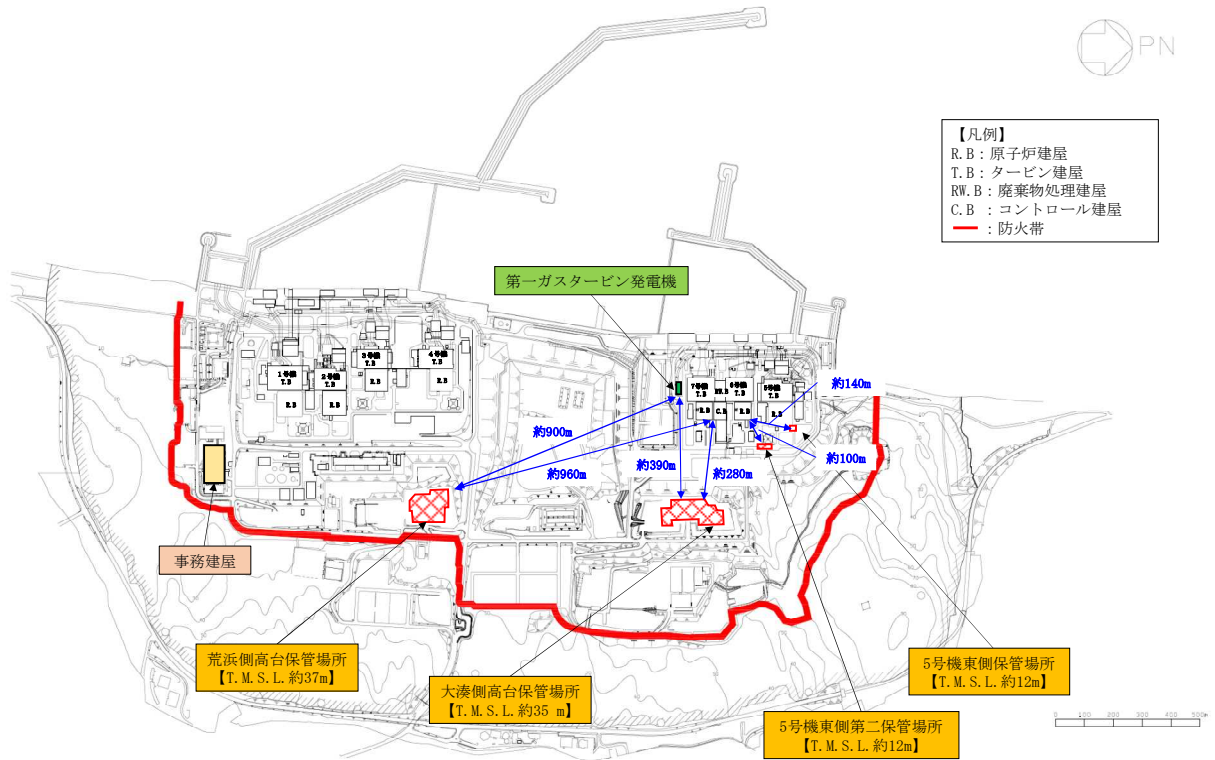 PN
【凡例】
R.B：原子炉建屋
T.B：タービン建屋
RW.B：廃棄物処理建屋
C.B ：コントロール建屋
：防火帯
第一ガスタービン発電機
3号機
T.B
4号機
T.B
1号機
T.B
2号機
T.B
R.B
R.B
R.B
R.B
7号機
T.B
RW.B
6号機
T.B
5号機
T.B
R.B
C.B
R.B
R.B
約140m
約900m
約960m
約390m
約280m
約100m
事務建屋
荒浜側高台保管場所
【T.M.S.L.約37m】
大湊側高台保管場所
【T.M.S.L.約35 m】
5号機東側保管場所
【T.M.S.L.約12m】
5号機東側第二保管場所
【T.M.S.L.約12m】
0 100 200 300 400 500m